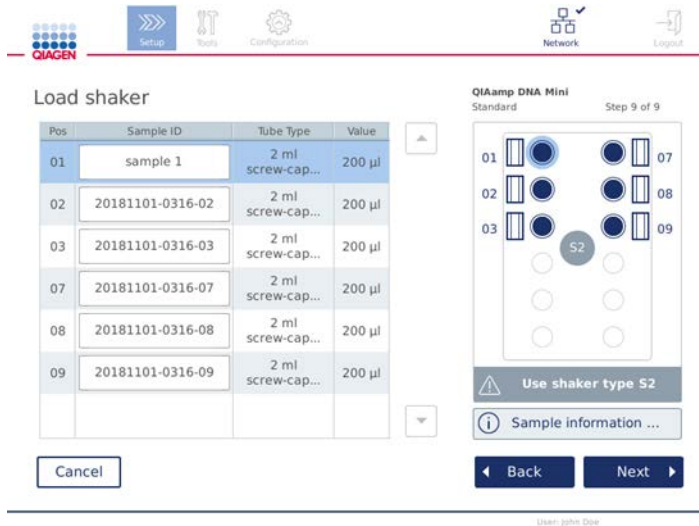 QIAGEN
Setup
Tools
Configuration
Network
Logout
Load shaker
QIAamp DNA Mini
Standard Step 9 of 9
Pos Sample ID Tube Type Value
01 sample 1 2 ml screw-cap... 200 µl
02 20181101-0316-02 2 ml screw-cap... 200 µl
03 20181101-0316-03 2 ml screw-cap... 200 µl
07 20181101-0316-07 2 ml screw-cap... 200 µl
08 20181101-0316-08 2 ml screw-cap... 200 µl
09 20181101-0316-09 2 ml screw-cap... 200 µl
01 07
02 08
03 09
S2
Use shaker type S2
Sample information ...
Cancel
Back
Next
User: John Doe